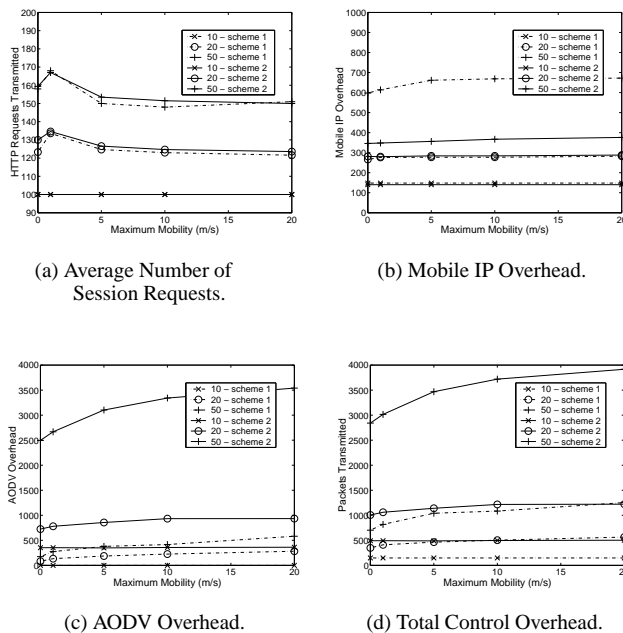 200
190
180
170
160
150
140
130
120
110
100
0 5 10 15 20
HTTP Requests Transmitted
Maximum Mobility (m/s)
10 – scheme 1
20 – scheme 1
50 – scheme 1
10 – scheme 2
20 – scheme 2
50 – scheme 2
(a) Average Number of
Session Requests.
1000
900
800
700
600
500
400
300
200
100
0
0 5 10 15 20
Mobile IP Overhead
Maximum Mobility (m/s)
10 – scheme 1
20 – scheme 1
50 – scheme 1
10 – scheme 2
20 – scheme 2
50 – scheme 2
(b) Mobile IP Overhead.
4000
3500
3000
2500
2000
1500
1000
500
0
0 5 10 15 20
AODV Overhead
Maximum Mobility (m/s)
10 – scheme 1
20 – scheme 1
50 – scheme 1
10 – scheme 2
20 – scheme 2
50 – scheme 2
(c) AODV Overhead.
4000
3500
3000
2500
2000
1500
1000
500
0
0 5 10 15 20
Packets Transmitted
Maximum Mobility (m/s)
10 – scheme 1
20 – scheme 1
50 – scheme 1
10 – scheme 2
20 – scheme 2
50 – scheme 2
(d) Total Control Overhead.